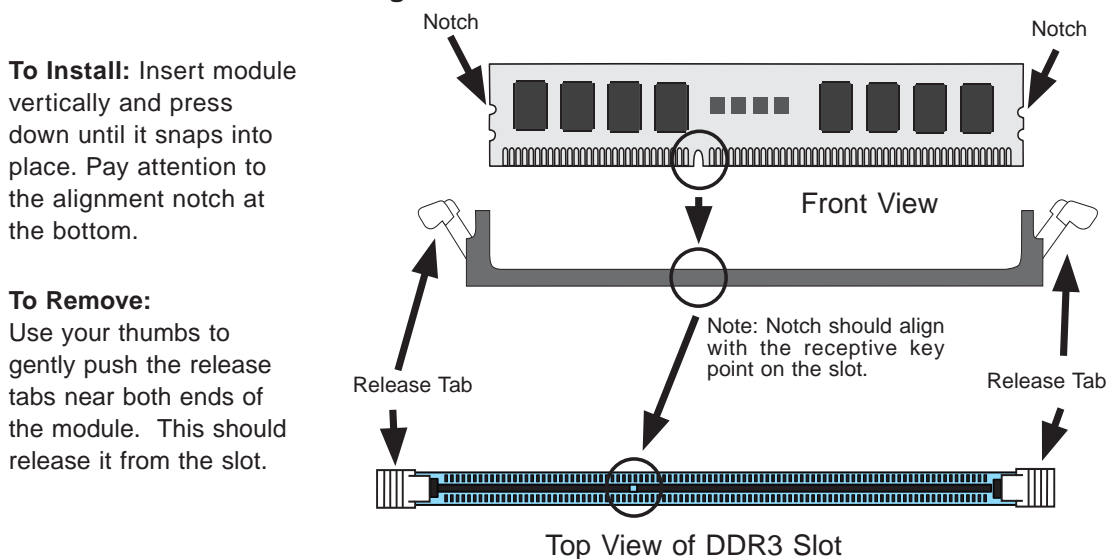 Notch
Notch
To Install: Insert module
vertically and press
down until it snaps into
place. Pay attention to
the alignment notch at
the bottom.
Front View
To Remove:
Use your thumbs to
gently push the release
tabs near both ends of
the module. This should
release it from the slot.
Note: Notch should align
with the receptive key
point on the slot.
Release Tab
Release Tab
Top View of DDR3 Slot